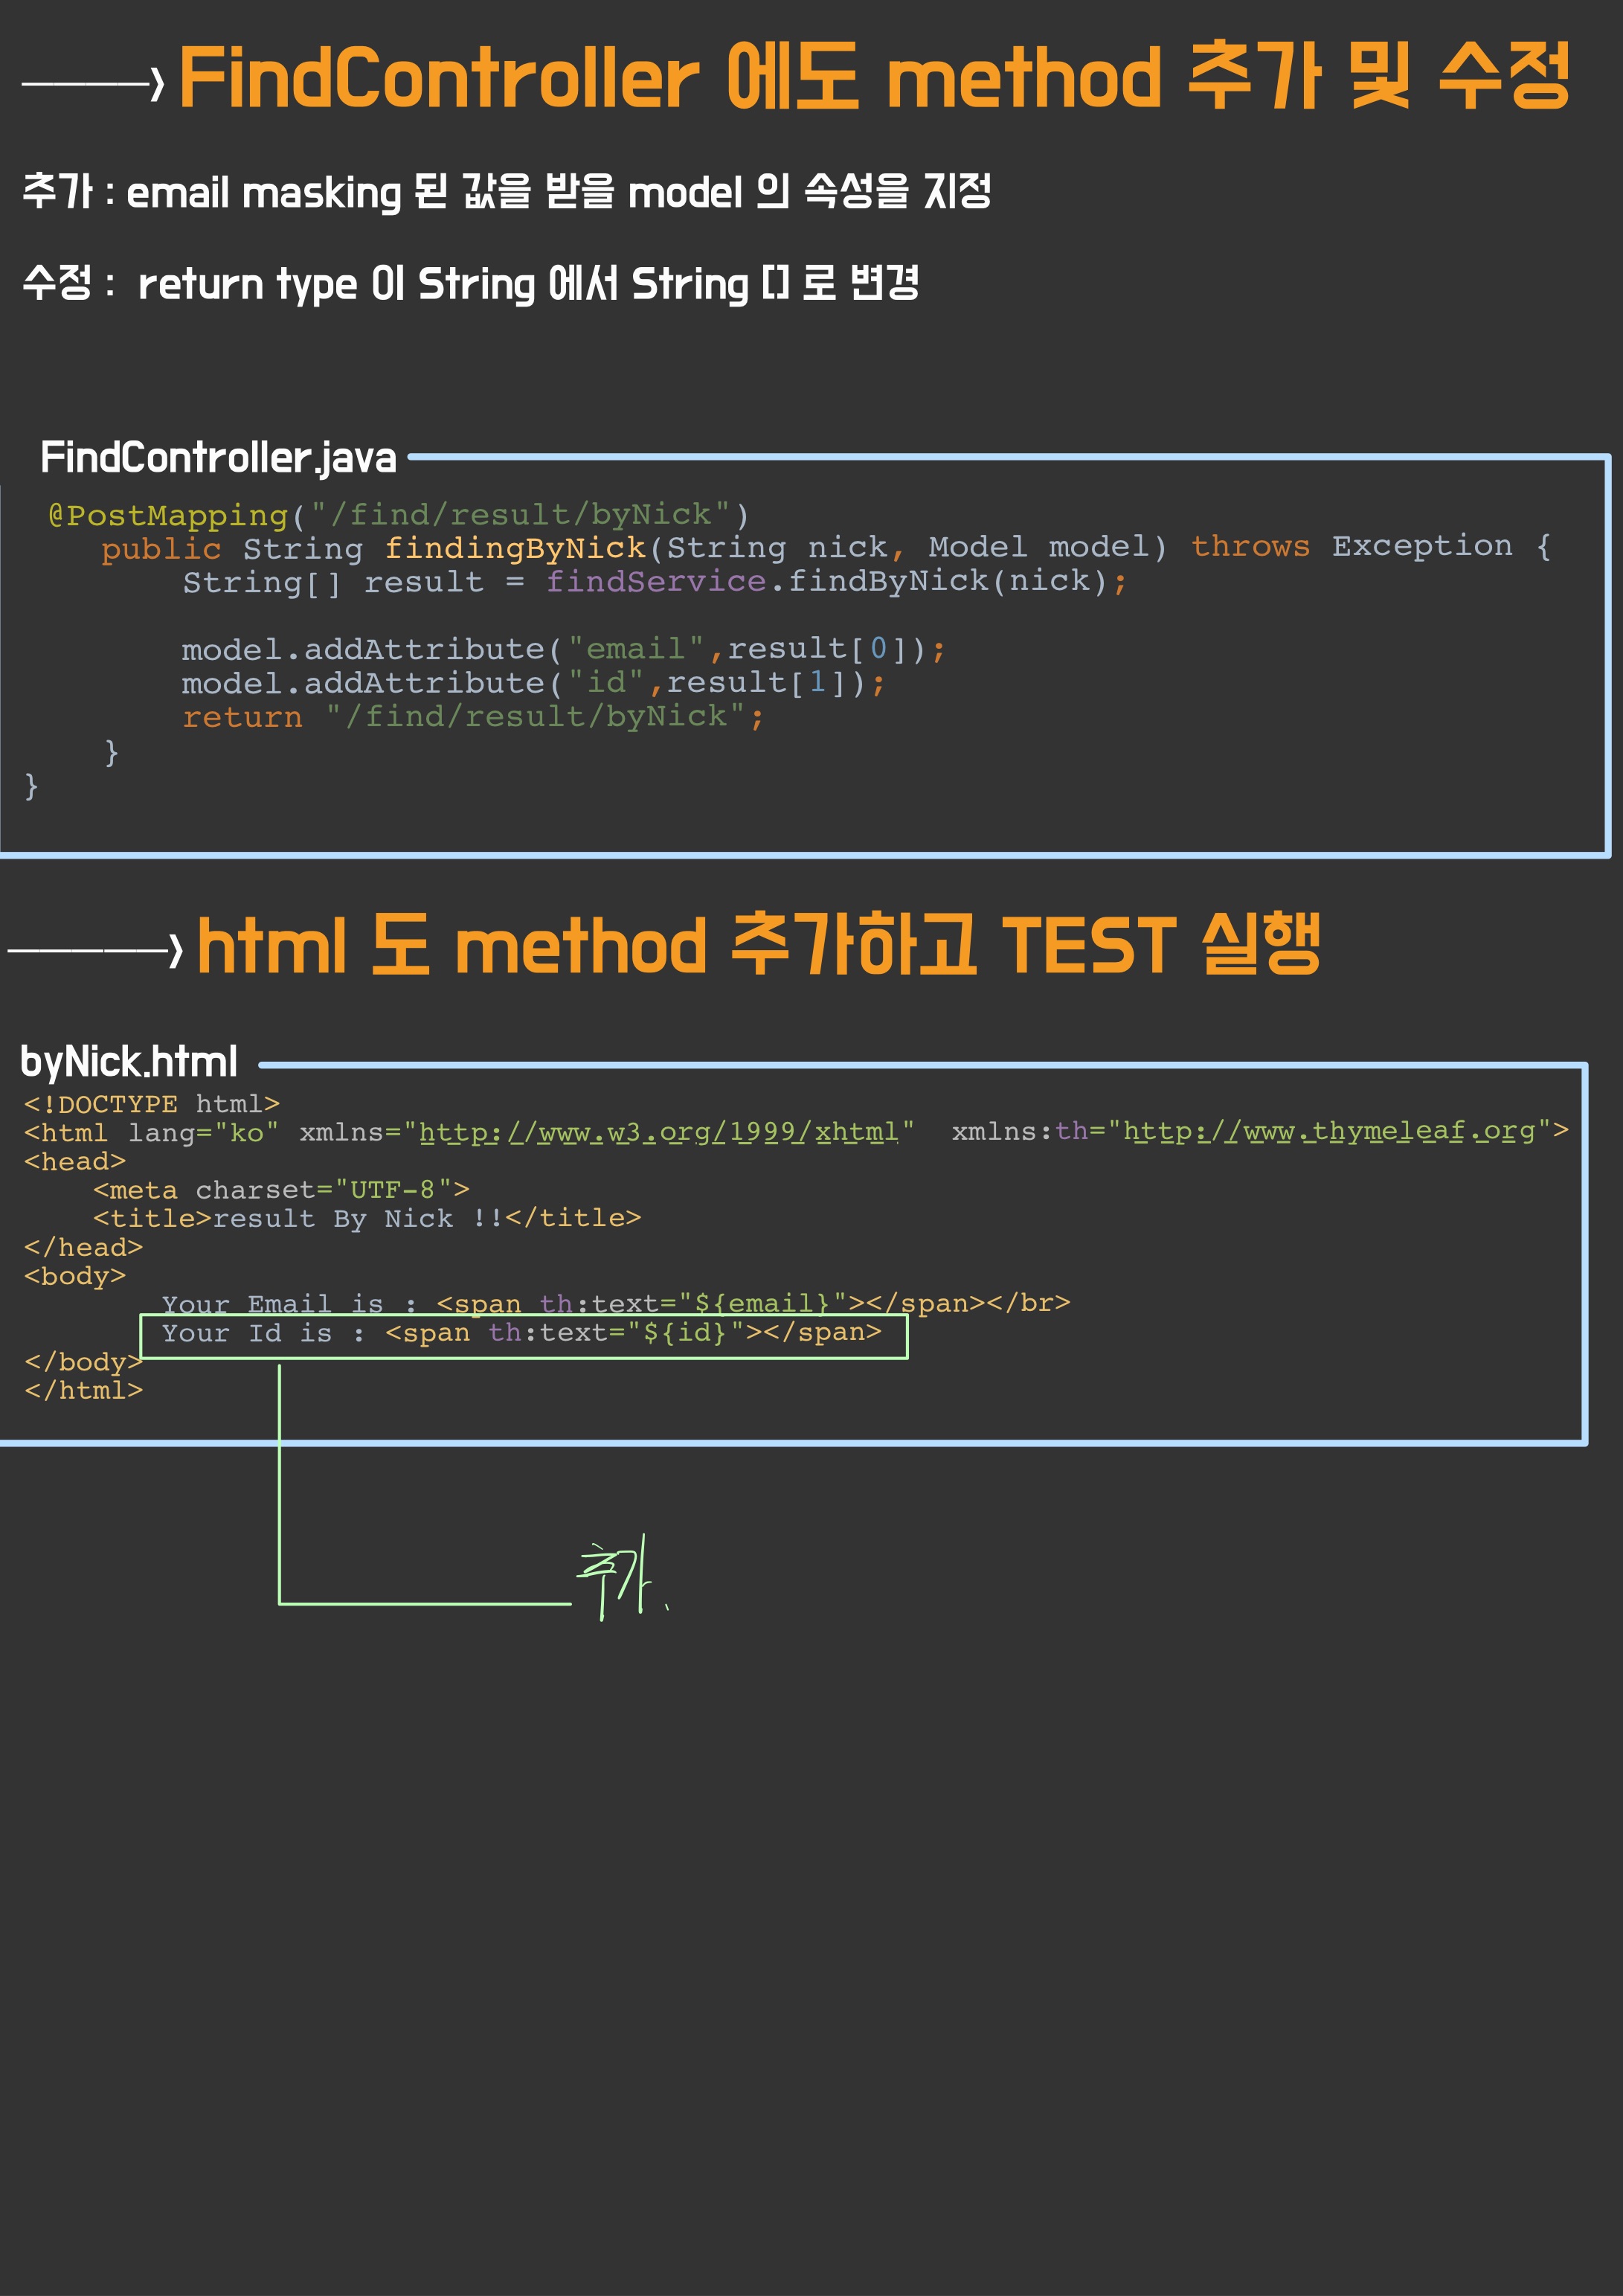 FindController 에도 method 추가 및 수정
추가 : email masking 된 값을 받을 model 의 속성을 지정
수정 : return type 이 String 에서 String [] 로 변경
FindController.java
@PostMapping("/find/result/byNick")
public String findingByNick(String nick, Model model) throws Exception {
String[] result = findService.findByNick(nick);
model.addAttribute("email",result[0]);
model.addAttribute("id",result[1]);
return "/find/result/byNick";
}
}
html 도 method 추가하고 TEST 실행
byNick.html
<!DOCTYPE html>
<html lang="ko" xmlns="http://www.w3.org/1999/xhtml" xmlns:th="http://www.thymeleaf.org">
<head>
<meta charset="UTF-8">
<title>result By Nick !!</title>
</head>
<body>
Your Email is : <span th:text="${email}"></span></br>
Your Id is : <span th:text="${id}"></span>
</body>
</html>
추가.